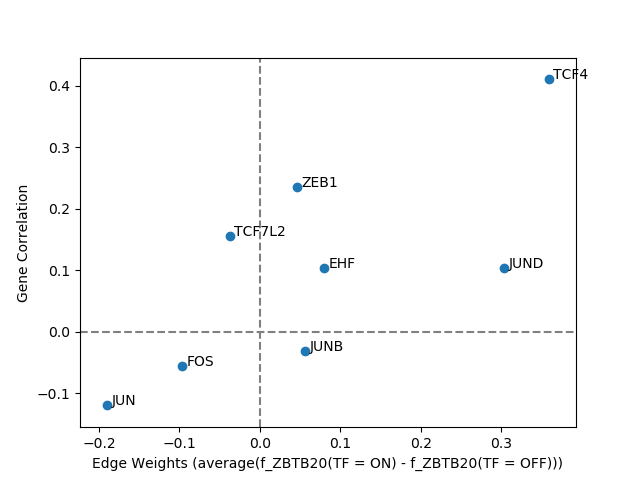 TCF4
0.4
0.3
ZEB1
0.2
TCF7L2
Gene Correlation
EHF
JUND
0.1
0.0
JUNB
FOS
−0.1
JUN
−0.2
−0.1
0.0
0.1
0.2
0.3
Edge Weights (average(f_ZBTB20(TF = ON) - f_ZBTB20(TF = OFF)))